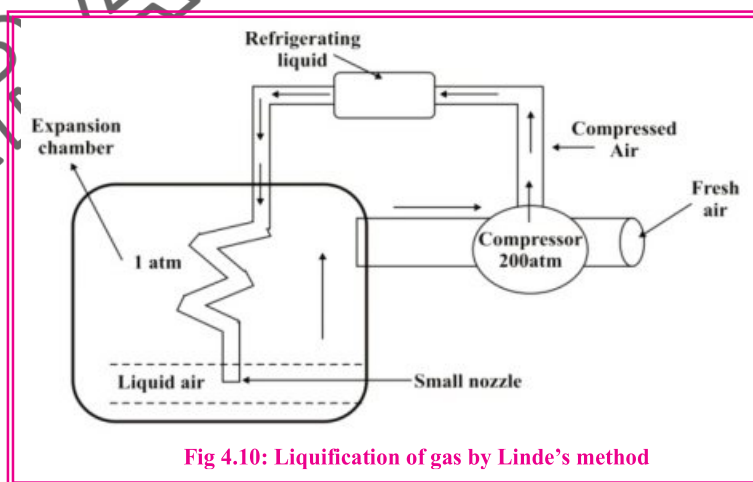 Refrigerating
liquid
Expansion
chamber
Compressed
Air
Fresh
air
1 atm
Compressor
200atm
Liquid air
Small nozzle
Fig 4.10: Liquification of gas by Linde's method